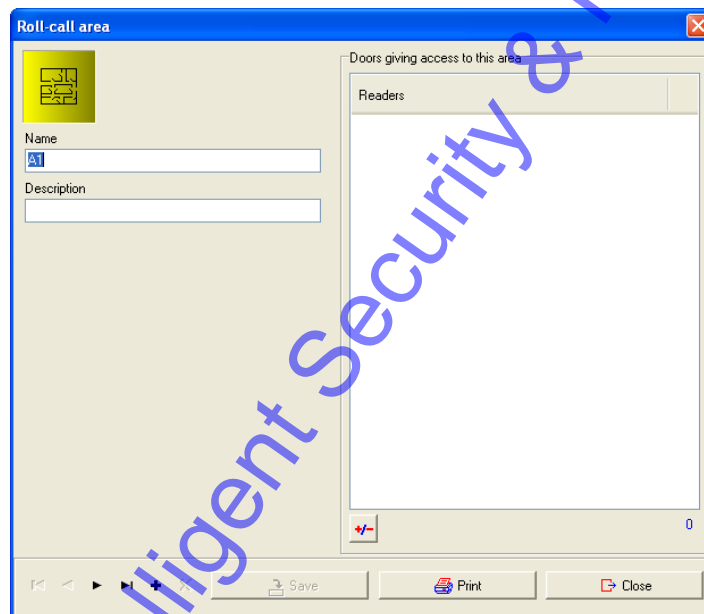 Roll-call area
Name
A1
Description
Doors giving access to this area
Readers
+/-
0
Save
Print
Close
lligent Security &